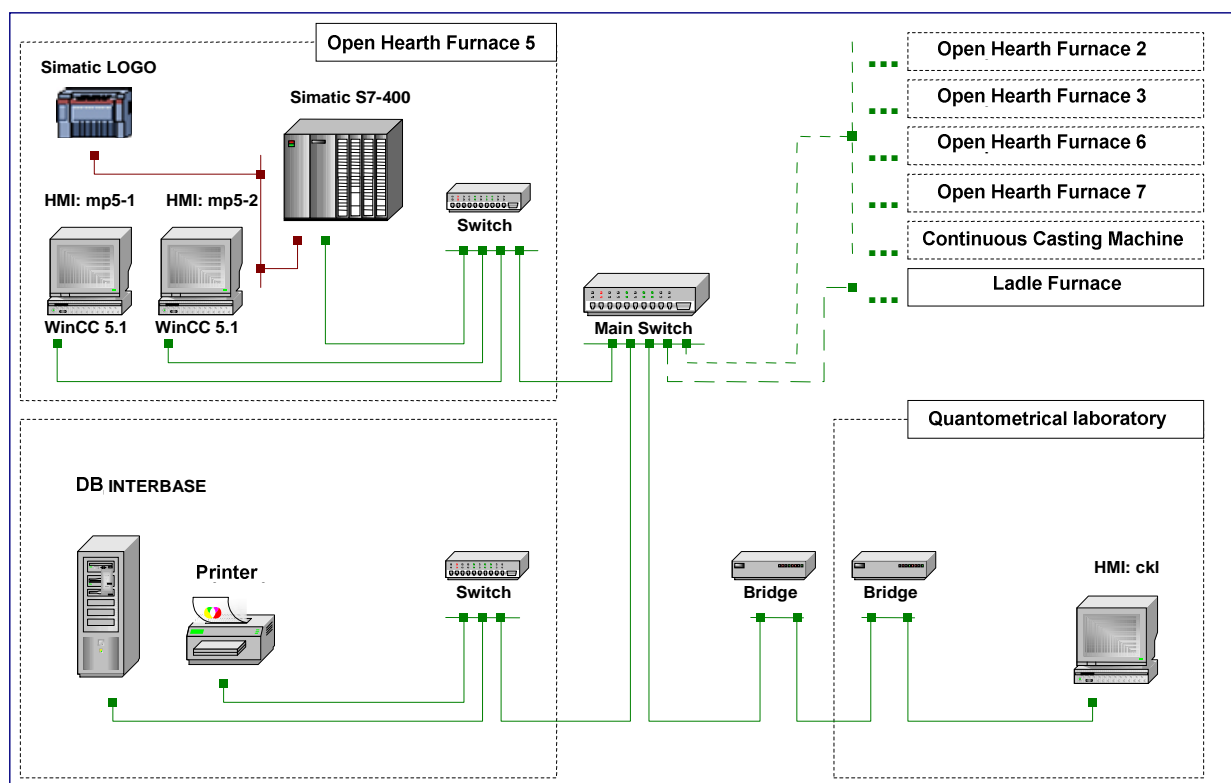 Open Hearth Furnace 5
Simatic LOGO
Simatic S7-400
HMI: mp5-1
HMI: mp5-2
Switch
WinCC 5.1
WinCC 5.1
Main Switch
Open Hearth Furnace 2
Open Hearth Furnace 3
Open Hearth Furnace 6
Open Hearth Furnace 7
Continuous Casting Machine
Ladle Furnace
DB INTERBASE
Printer
Switch
Bridge
Bridge
Quantometrical laboratory
HMI: ckl